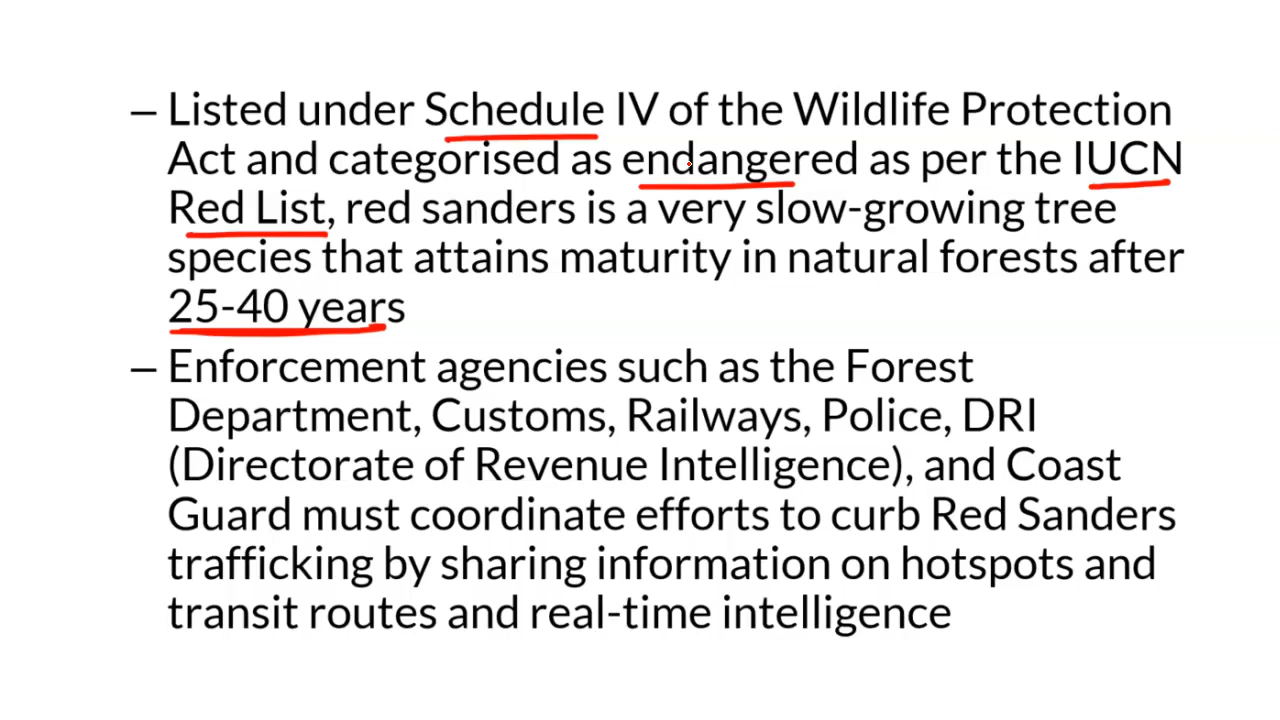 – Listed under Schedule IV of the Wildlife Protection
Act and categorised as endangered as per the IUCN
Red List, red sanders is a very slow-growing tree
species that attains maturity in natural forests after
25-40 years
– Enforcement agencies such as the Forest
Department, Customs, Railways, Police, DRI
(Directorate of Revenue Intelligence), and Coast
Guard must coordinate efforts to curb Red Sanders
trafficking by sharing information on hotspots and
transit routes and real-time intelligence